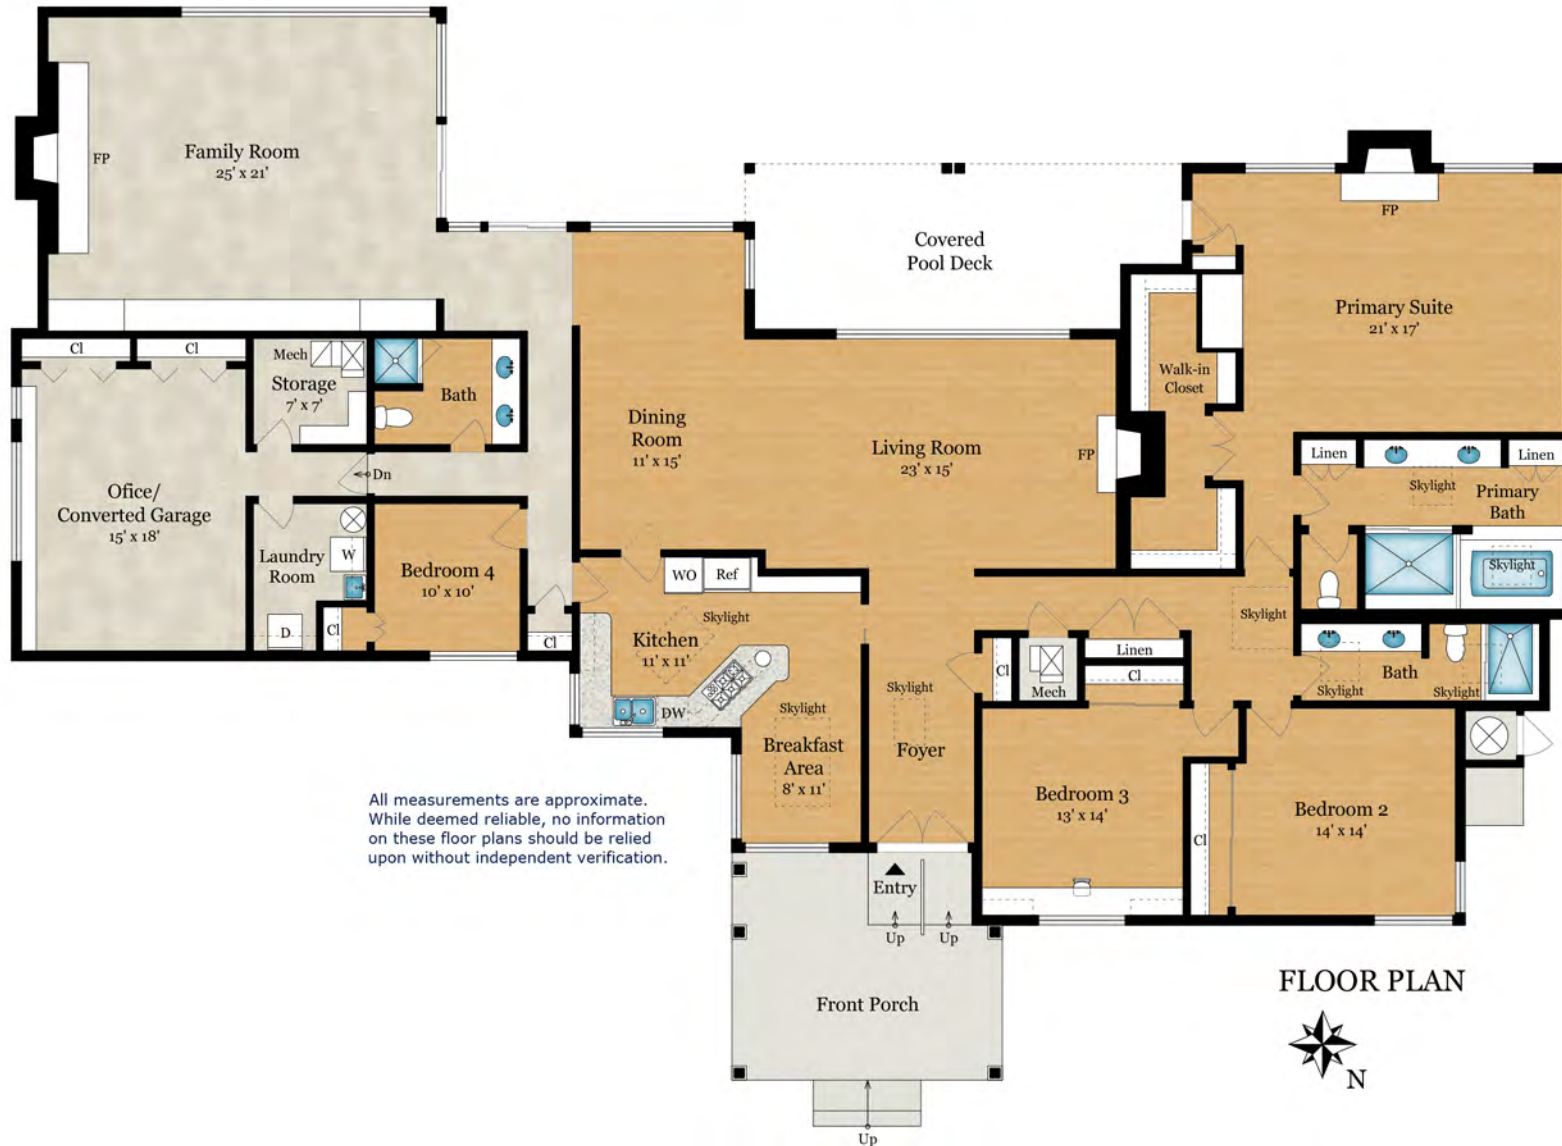 Family Room
25' x 21'
FP
Covered
Pool Deck
FP
Primary Suite
21' x 17'
Cl
Cl
Mech
Storage
7' x 7'
Bath
Walk-in
Closet
Dining
Room
11' x 15'
Living Room
23' x 15'
FP
Linen
Linen
Skylight
Primary
Bath
Dn
Ofice/
Converted Garage
15' x 18'
Laundry
Room
W
D
Cl
Bedroom 4
10' x 10'
Cl
WO
Ref
Skylight
Kitchen
11' x 11'
DW
Skylight
Breakfast
Area
8' x 11'
Skylight
Foyer
Cl
Mech
Linen
Cl
Skylight
Skylight
Bath
Skylight
Skylight
Bedroom 3
13' x 14'
Cl
Bedroom 2
14' x 14'
All measurements are approximate.
While deemed reliable, no information
on these floor plans should be relied
upon without independent verification.
Entry
Up
Up
Front Porch
Up
FLOOR PLAN
N